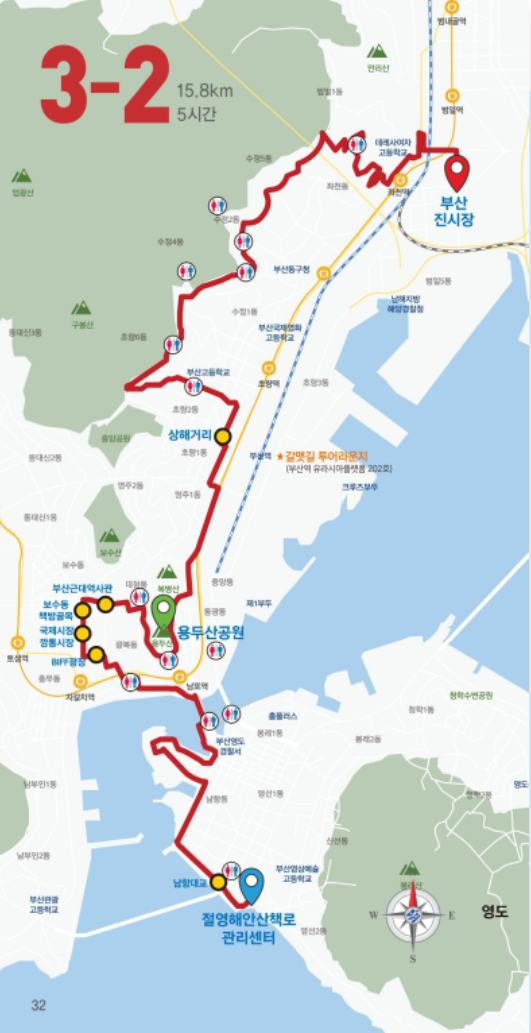 3-2
15.8km
5시간
범내골역
안리산
범일1동
범일역
데레사여자
고등학교
수정5동
좌천동
좌천역
부산
진시장
엄광산
수정2동
수정4동
부산동구청
범일5동
남해지방
해양경찰청
구봉산
수정1동
동대신3동
초량6동
부산국제영화
고등학교
부산고등학교
초량역
초량3동
초량2동
상해거리
중앙공원
초량1동
부산역
★갈맷길 투어라운지
(부산역 유라시아플랫폼 202호)
동대신2동
영주2동
크루즈부두
영주1동
동대신1동
보수산
보수동
복병산
중앙동
부산근대역사관
대청동
보수동
책방골목
동광동
제1부두
국제시장
깡통시장
광복동
용두산
용두산공원
토성역
BIFF광장
충무동
남포역
자갈치역
홈플러스
청학수변공원
청학1동
봉래1동
부산영도
경찰서
봉래2동
남부민1동
남항동
영선1동
영도
청학2동
신선동
남부민2동
남항대교
부산영상예술
고등학교
봉래산
부산관광
고등학교
절영해안산책로
관리센터
영선2동
W
E
S
영도
32